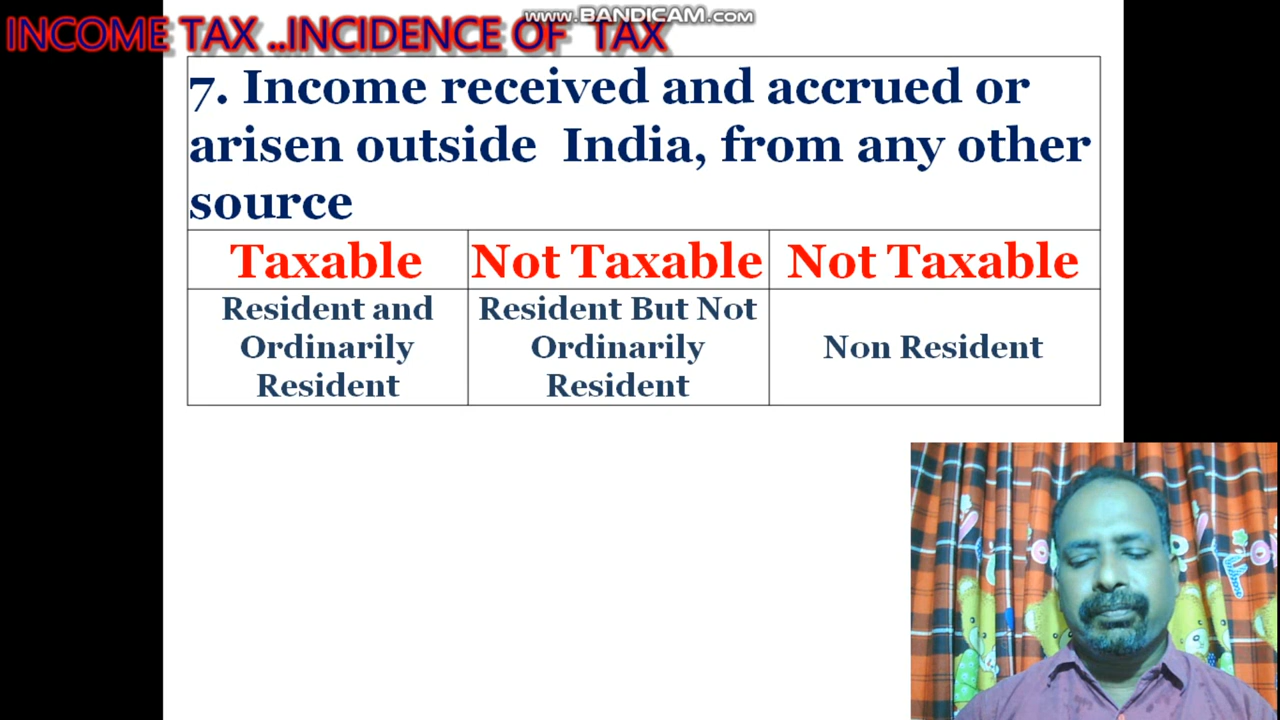 www.BANDICAM.com
INCOME TAX ..INCIDENCE OF TAX
7. Income received and accrued or
arisen outside India, from any other
source
Taxable
Not Taxable
Not Taxable
Resident and
Ordinarily
Resident
Resident But Not
Ordinarily
Resident
Non Resident